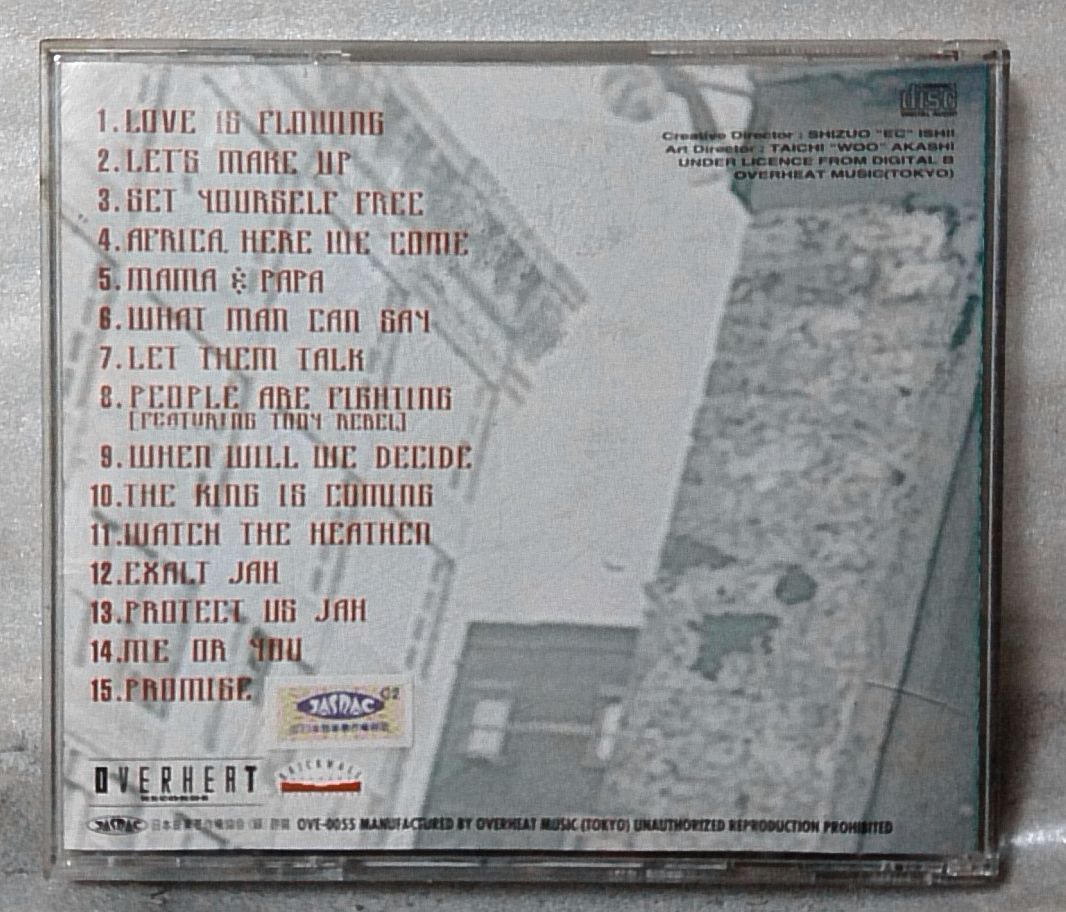 1. LOVE IS FLOWING
2. LET'S MAKE UP
3. SET YOURSELF FREE
4. AFRICA HERE WE COME
5. MAMA & PAPA
6. WHAT MAN CAN SAY
7. LET THEM TALK
8. PEOPLE ARE FIGHTING
[FEATURING TONY REBEL]
9. WHEN WILL WE DECIDE
10. THE KING IS COMING
11. WATCH THE HEATHEN
12. EXALT JAH
13. PROTECT US JAH
14. ME OR YOU
15. PROMISE
disc
DIGITAL AUDIO
Creative Director : SHIZUO "EC" ISHII
Art Director : TAICHI "WOO" AKASHI
UNDER LICENCE FROM DIGITAL B
OVERHEAT MUSIC(TOKYO)
JASRAC
OVERHEAT
RECORDS
BRICKWALL
JASRAC OVE-0055 MANUFACTURED BY OVERHEAT MUSIC (TOKYO) UNAUTHORIZED REPRODUCTION PROHIBITED